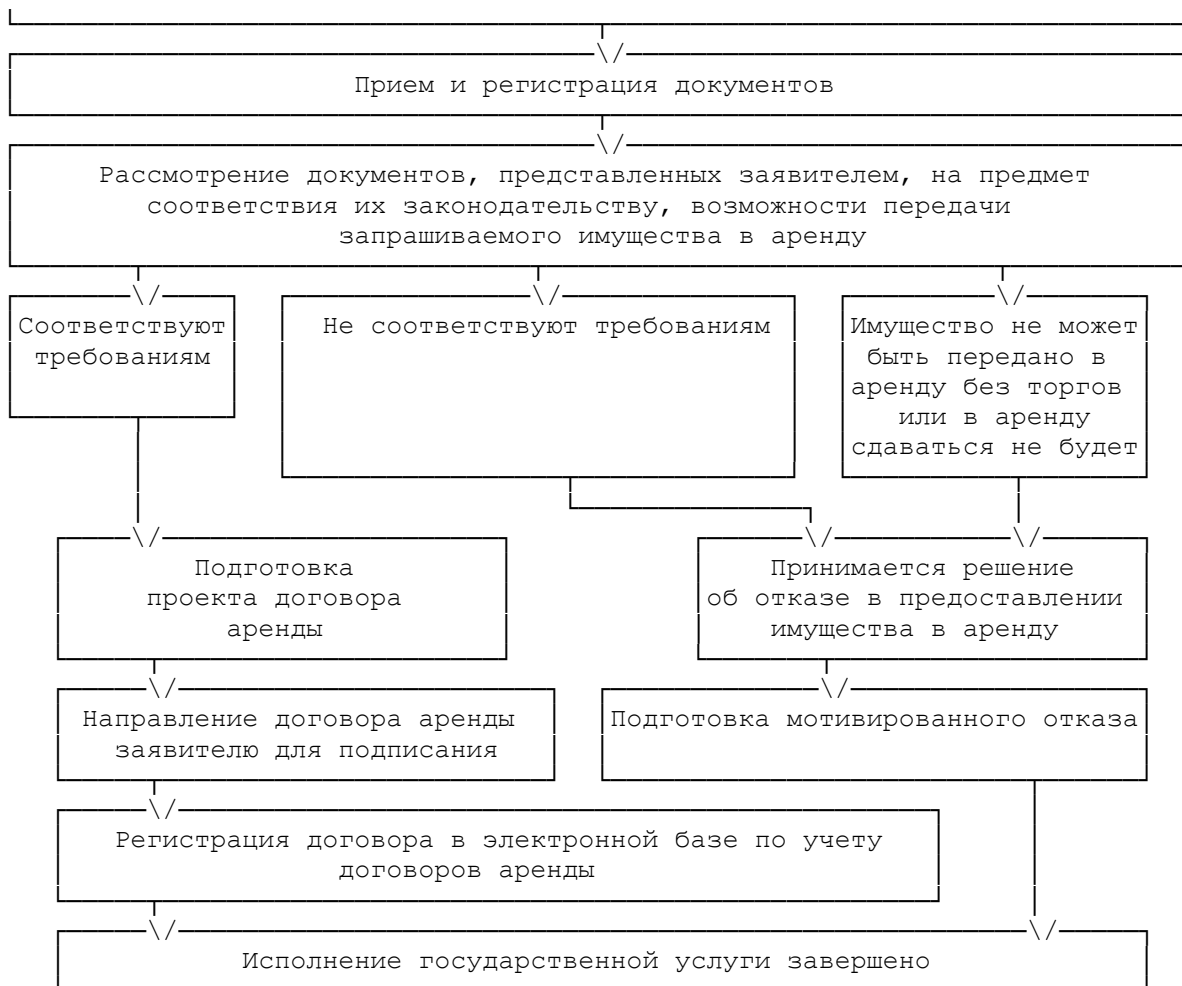 Прием и регистрация документов
Рассмотрение документов, представленных заявителем, на предмет
соответствия их законодательству, возможности передачи
запрашиваемого имущества в аренду
Соответствуют
требованиям
Не соответствуют требованиям
Имущество не может
быть передано в
аренду без торгов
или в аренду
сдаваться не будет
Подготовка
проекта договора
аренды
Принимается решение
об отказе в предоставлении
имущества в аренду
Направление договора аренды
заявителю для подписания
Подготовка мотивированного отказа
Регистрация договора в электронной базе по учету
договоров аренды
Исполнение государственной услуги завершено